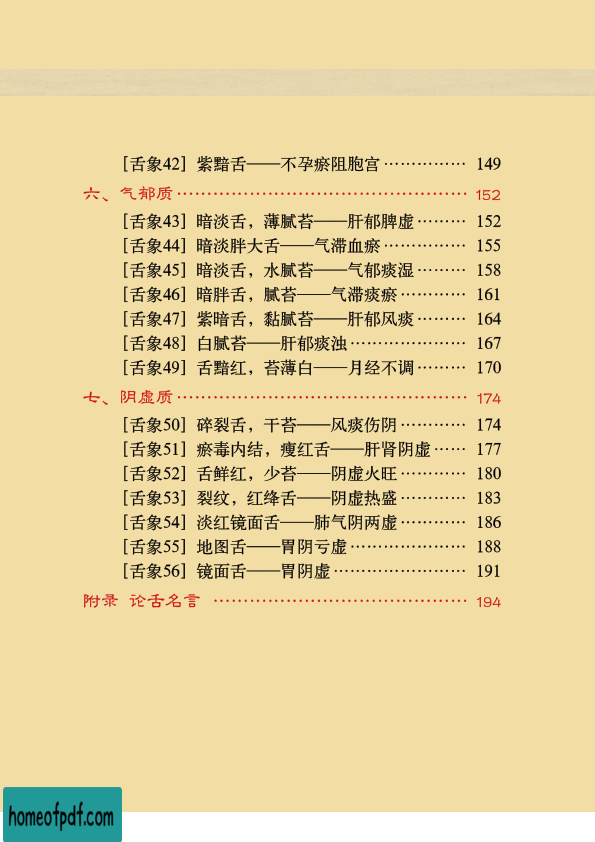 ［舌象42］紫黯舌——不孕瘀阻胞宫…………… 149
六、气郁质………………………………………… 152
［舌象43］暗淡舌，薄腻苔——肝郁脾虚……… 152
［舌象44］暗淡胖大舌——气滞血瘀…………… 155
［舌象45］暗淡舌，水腻苔——气郁痰湿……… 158
［舌象46］暗胖舌，腻苔——气滞痰瘀………… 161
［舌象47］紫暗舌，黏腻苔——肝郁风痰……… 164
［舌象48］白腻苔——肝郁痰浊………………… 167
［舌象49］舌黯红，苔薄白——月经不调……… 170
七、阴虚质………………………………………… 174
［舌象50］碎裂舌，干苔——风痰伤阴………… 174
［舌象51］瘀毒内结，瘦红舌——肝肾阴虚…… 177
［舌象52］舌鲜红，少苔——阴虚火旺………… 180
［舌象53］裂纹，红绛舌——阴虚热盛………… 183
［舌象54］淡红镜面舌——肺气阴两虚………… 186
［舌象55］地图舌——胃阴亏虚………………… 188
［舌象56］镜面舌——胃阴虚…………………… 191
附录 论舌名言 …………………………………… 194
homeofpdf.com